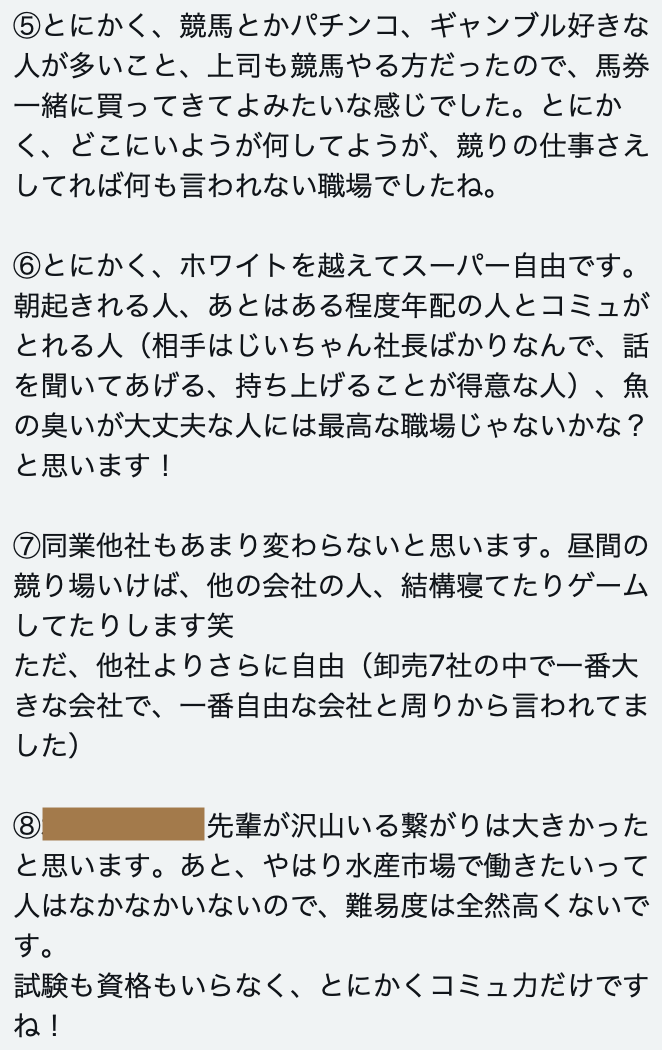 ⑤とにかく、競馬とかパチンコ、ギャンブル好きな
人が多いこと、上司も競馬やる方だったので、馬券
一緒に買ってきてよみたいな感じでした。とにか
く、どこにいようが何してようが、競りの仕事さえ
してれば何も言われない職場でしたね。
⑥とにかく、ホワイトを越えてスーパー自由です。
朝起きれる人、あとはある程度年配の人とコミュが
とれる人（相手はじいちゃん社長ばかりなんで、話
を聞いてあげる、持ち上げることが得意な人）、魚
の臭いが大丈夫な人には最高な職場じゃないかな？
と思います！
⑦同業他社もあまり変わらないと思います。昼間の
競り場いけば、他の会社の人、結構寝てたりゲーム
してたりします笑
ただ、他社よりさらに自由（卸売7社の中で一番大
きな会社で、一番自由な会社と周りから言われてま
した）
⑧先輩が沢山いる繋がりは大きかった
と思います。あと、やはり水産市場で働きたいって
人はなかなかいないので、難易度は全然高くないで
す。
試験も資格もいらなく、とにかくコミュ力だけです
ね！